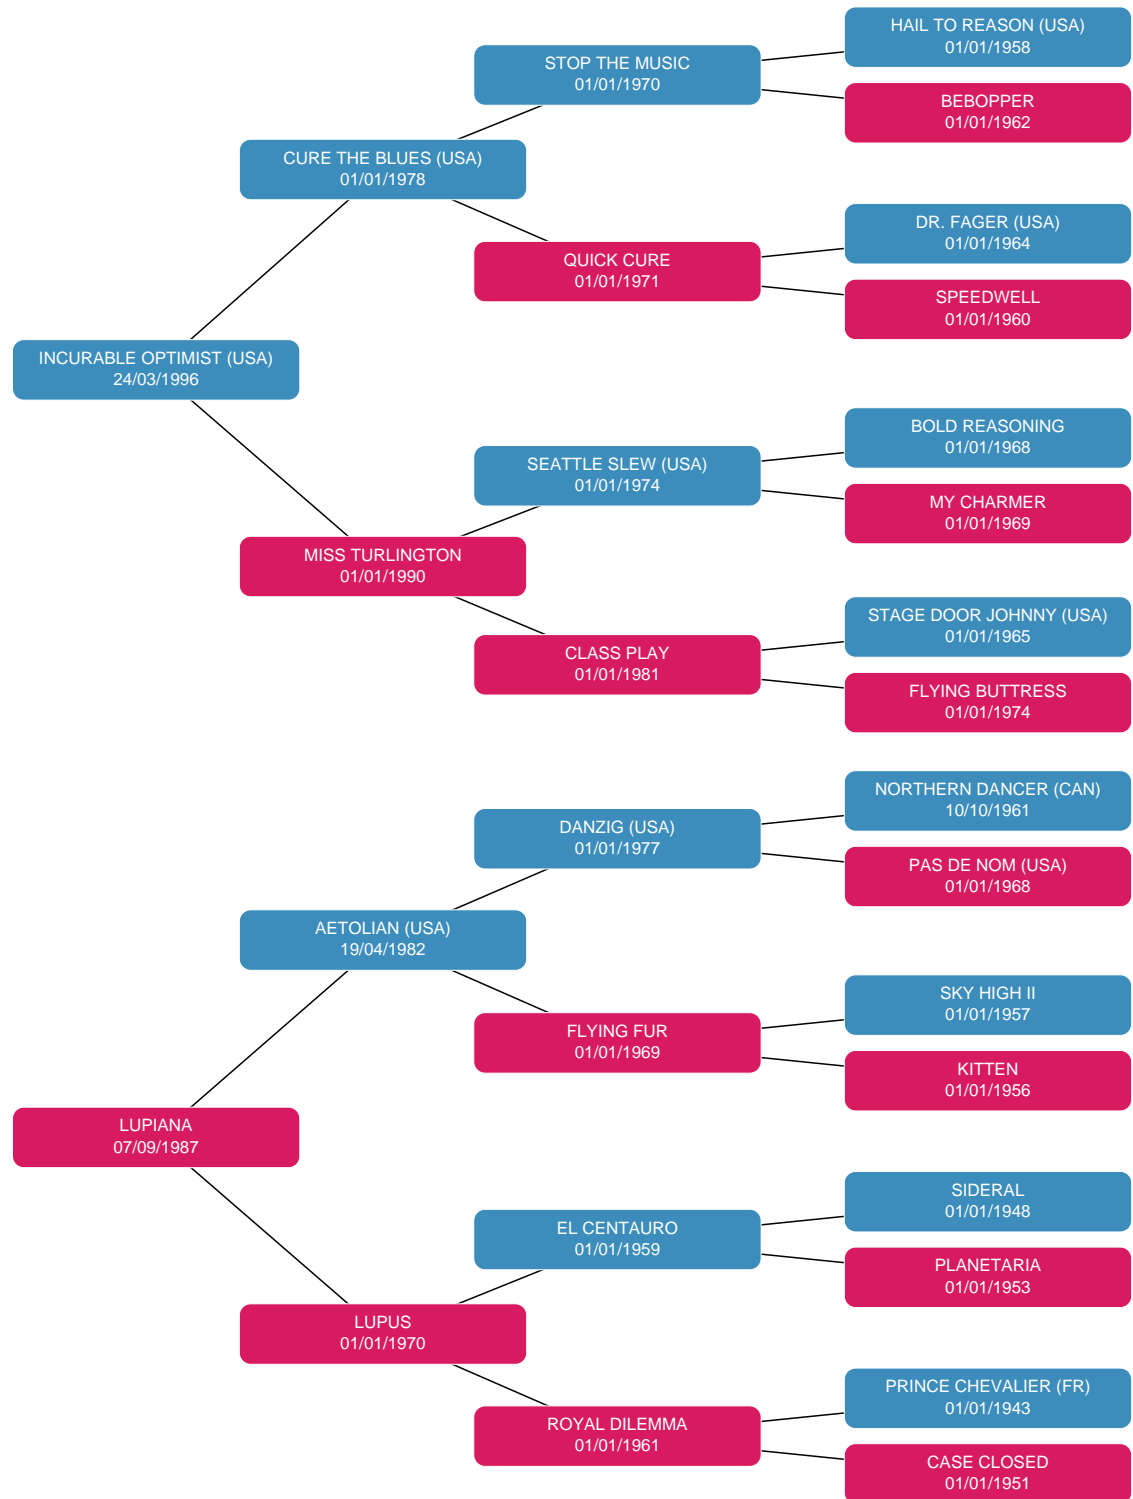 HAIL TO REASON (USA)
01/01/1958
STOP THE MUSIC
01/01/1970
BEBOPPER
01/01/1962
CURE THE BLUES (USA)
01/01/1978
DR. FAGER (USA)
01/01/1964
QUICK CURE
01/01/1971
SPEEDWELL
01/01/1960
INCURABLE OPTIMIST (USA)
24/03/1996
BOLD REASONING
01/01/1968
SEATTLE SLEW (USA)
01/01/1974
MY CHARMER
01/01/1969
MISS TURLINGTON
01/01/1990
STAGE DOOR JOHNNY (USA)
01/01/1965
CLASS PLAY
01/01/1981
FLYING BUTTRESS
01/01/1974
NORTHERN DANCER (CAN)
10/10/1961
DANZIG (USA)
01/01/1977
PAS DE NOM (USA)
01/01/1968
AETOLIAN (USA)
19/04/1982
SKY HIGH II
01/01/1957
FLYING FUR
01/01/1969
KITTEN
01/01/1956
LUPIANA
07/09/1987
SIDERAL
01/01/1948
EL CENTAURO
01/01/1959
PLANETARIA
01/01/1953
LUPUS
01/01/1970
PRINCE CHEVALIER (FR)
01/01/1943
ROYAL DILEMMA
01/01/1961
CASE CLOSED
01/01/1951